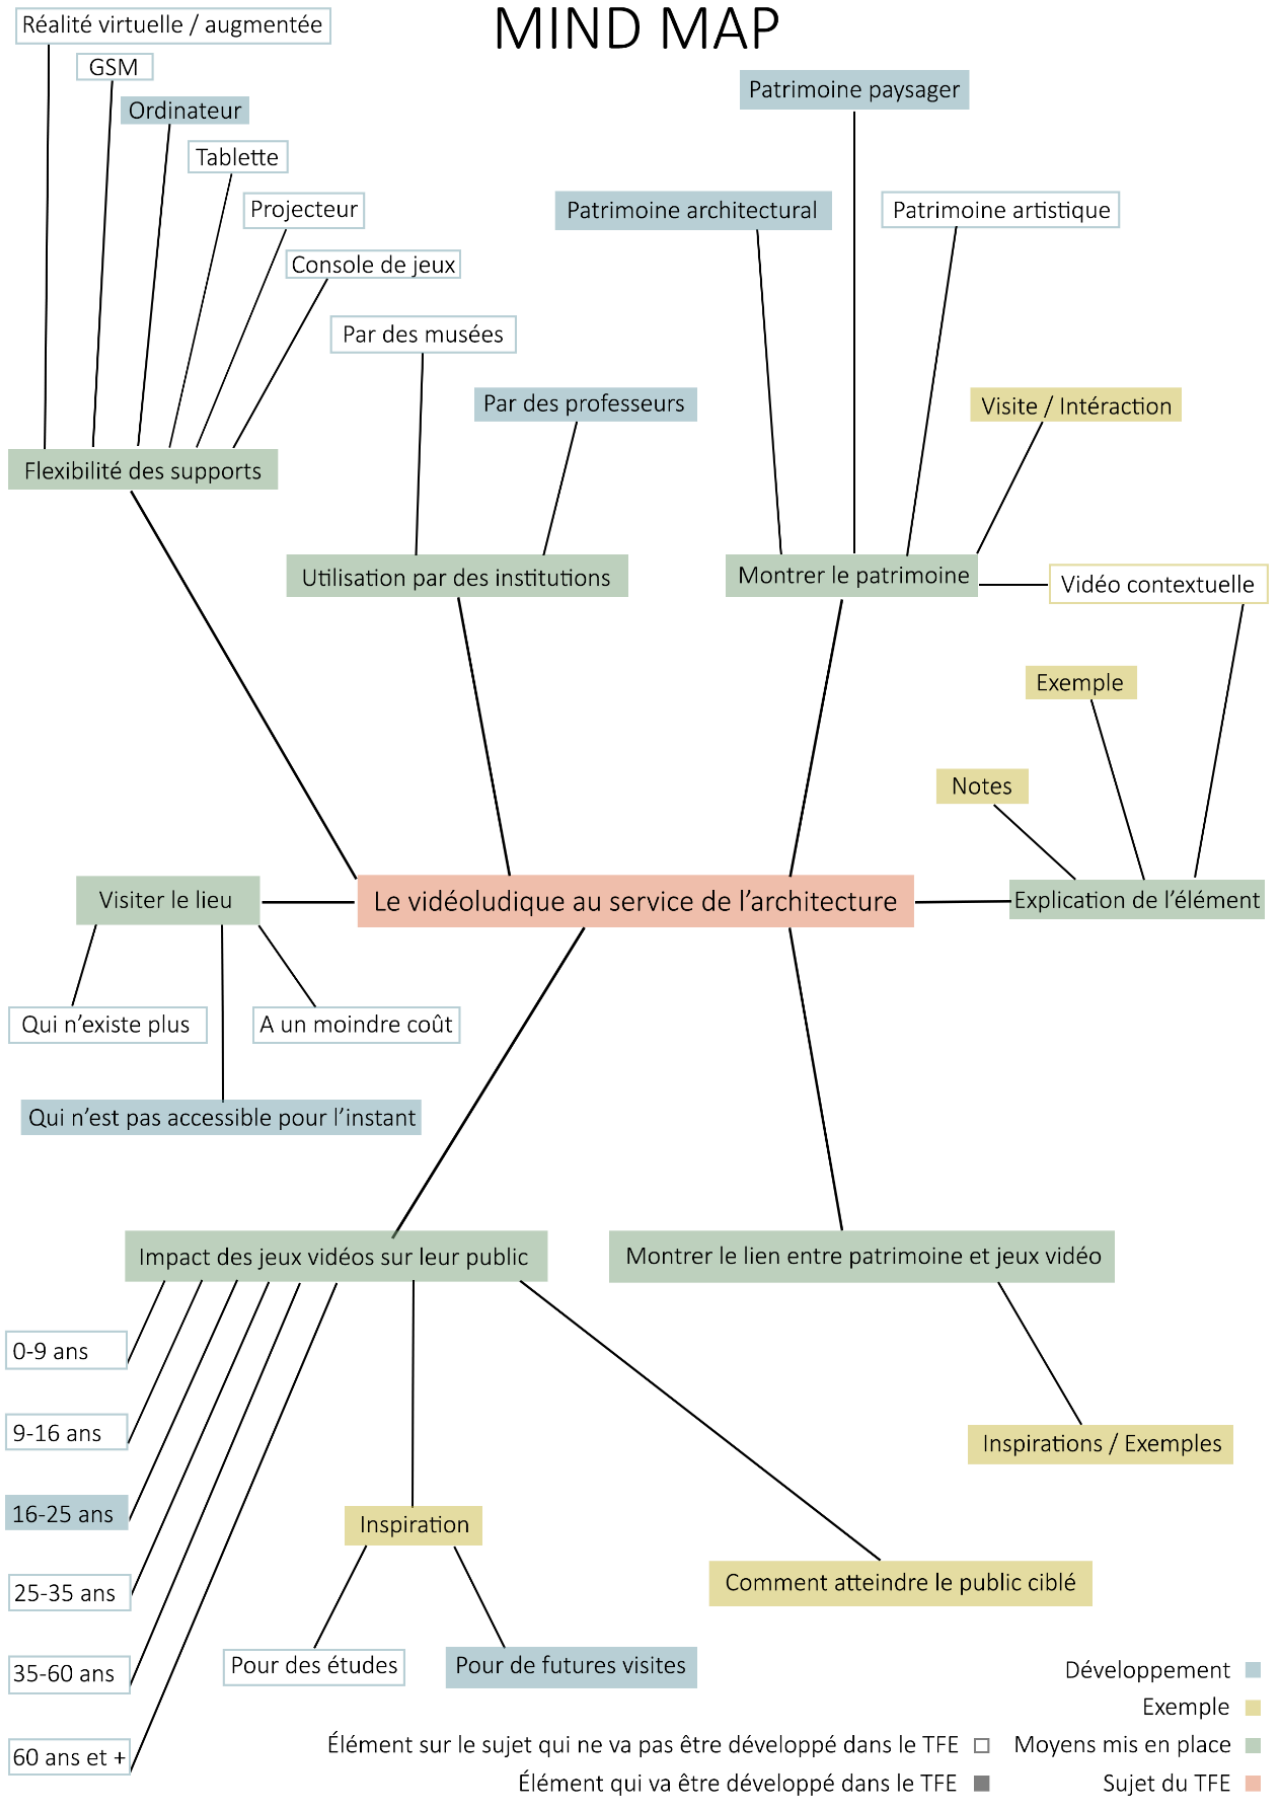 MIND MAP
Réalité virtuelle / augmentée
GSM
Ordinateur
Tablette
Projecteur
Console de jeux
Patrimoine paysager
Patrimoine architectural
Patrimoine artistique
Par des musées
Par des professeurs
Visite / Intéraction
Flexibilité des supports
Utilisation par des institutions
Montrer le patrimoine
Vidéo contextuelle
Exemple
Notes
Visiter le lieu
Le vidéoludique au service de l'architecture
Explication de l'élément
Qui n'existe plus
A un moindre coût
Qui n'est pas accessible pour l'instant
Impact des jeux vidéos sur leur public
Montrer le lien entre patrimoine et jeux vidéo
0-9 ans
9-16 ans
16-25 ans
25-35 ans
35-60 ans
60 ans et +
Inspirations / Exemples
Inspiration
Comment atteindre le public ciblé
Pour des études
Pour de futures visites
Développement
Exemple
Élément sur le sujet qui ne va pas être développé dans le TFE
Moyens mis en place
Élément qui va être développé dans le TFE
Sujet du TFE